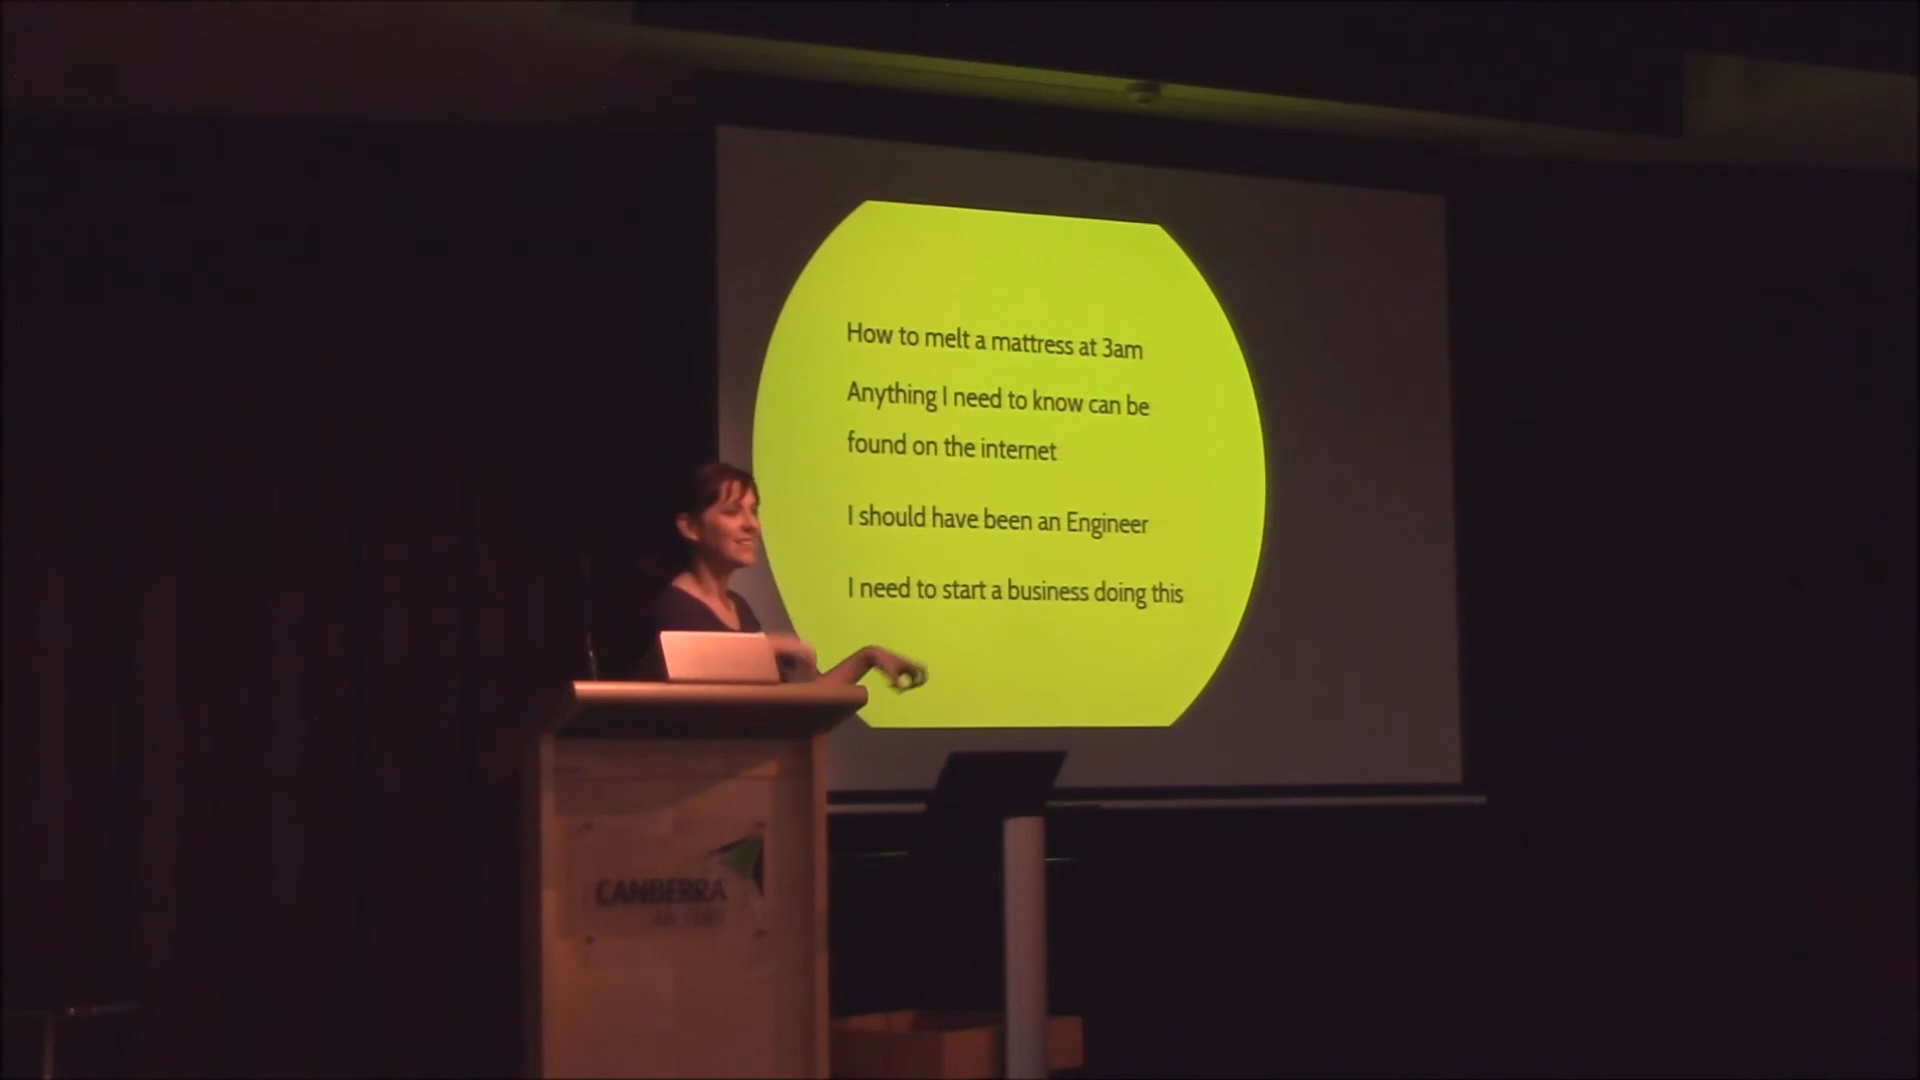 How to melt a mattress at 3am
Anything I need to know can be
found on the internet
I should have been an Engineer
I need to start a business doing this
CANBERRA